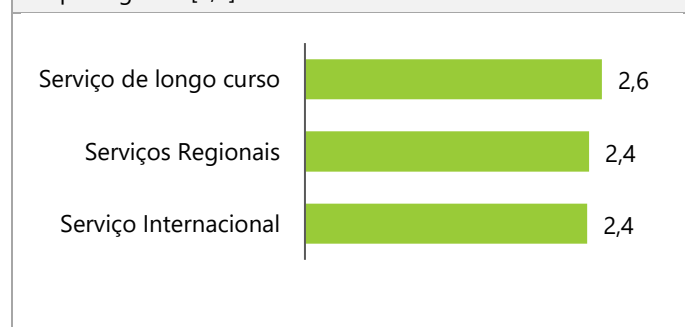 Serviço de longo curso 2,6
Serviços Regionais 2,4
Serviço Internacional 2,4